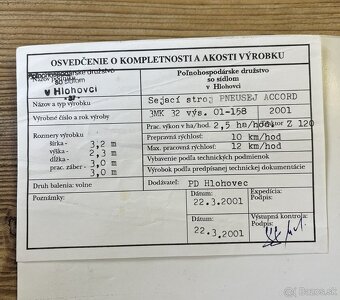 OSVEDČENIE O KOMPLETNOSTI A AKOSTI VÝROBKU
Poľnohospodárske družstvo
so sídlom
v Hlohovci
Poľnohospodárske družstvo
so sídlom
v Hlohovci
Názov a typ výrobku
Sejací stroj PNEUSEJ ACCORD
Výrobné číslo a rok výroby
3MK 32 výs. 01-158 2001
Rozmery výrobku
šírka - 3,2 m
výška - 2,3 m
dĺžka - 3,0 m
prac. záber - 3,0 m
Prac. výkon v ha/hod. 2,5 ha/hod. Z 120
Prepravná rýchlosť: 10 km/hod
Max. pracovná rýchlosť: 12 km/hod
Vybavenie podľa technických podmienok
Výrobok podľa predpísanej technickej dokumentácie
Druh balenia: voľne
Dodávateľ: PD Hlohovec
Poznámky:
Dátum:
22.3.2001
Expedícia:
Podpis:
Dátum:
22.3.2001
Výstupná kontrola:
Podpis:
bazos.sk